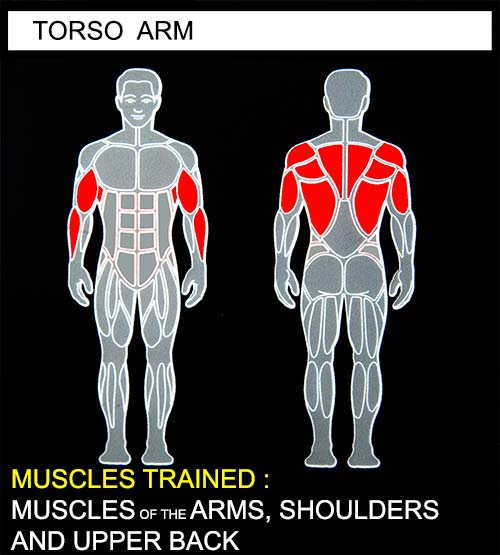 TORSO ARM
MUSCLES TRAINED :
MUSCLES OF THE ARMS, SHOULDERS
AND UPPER BACK